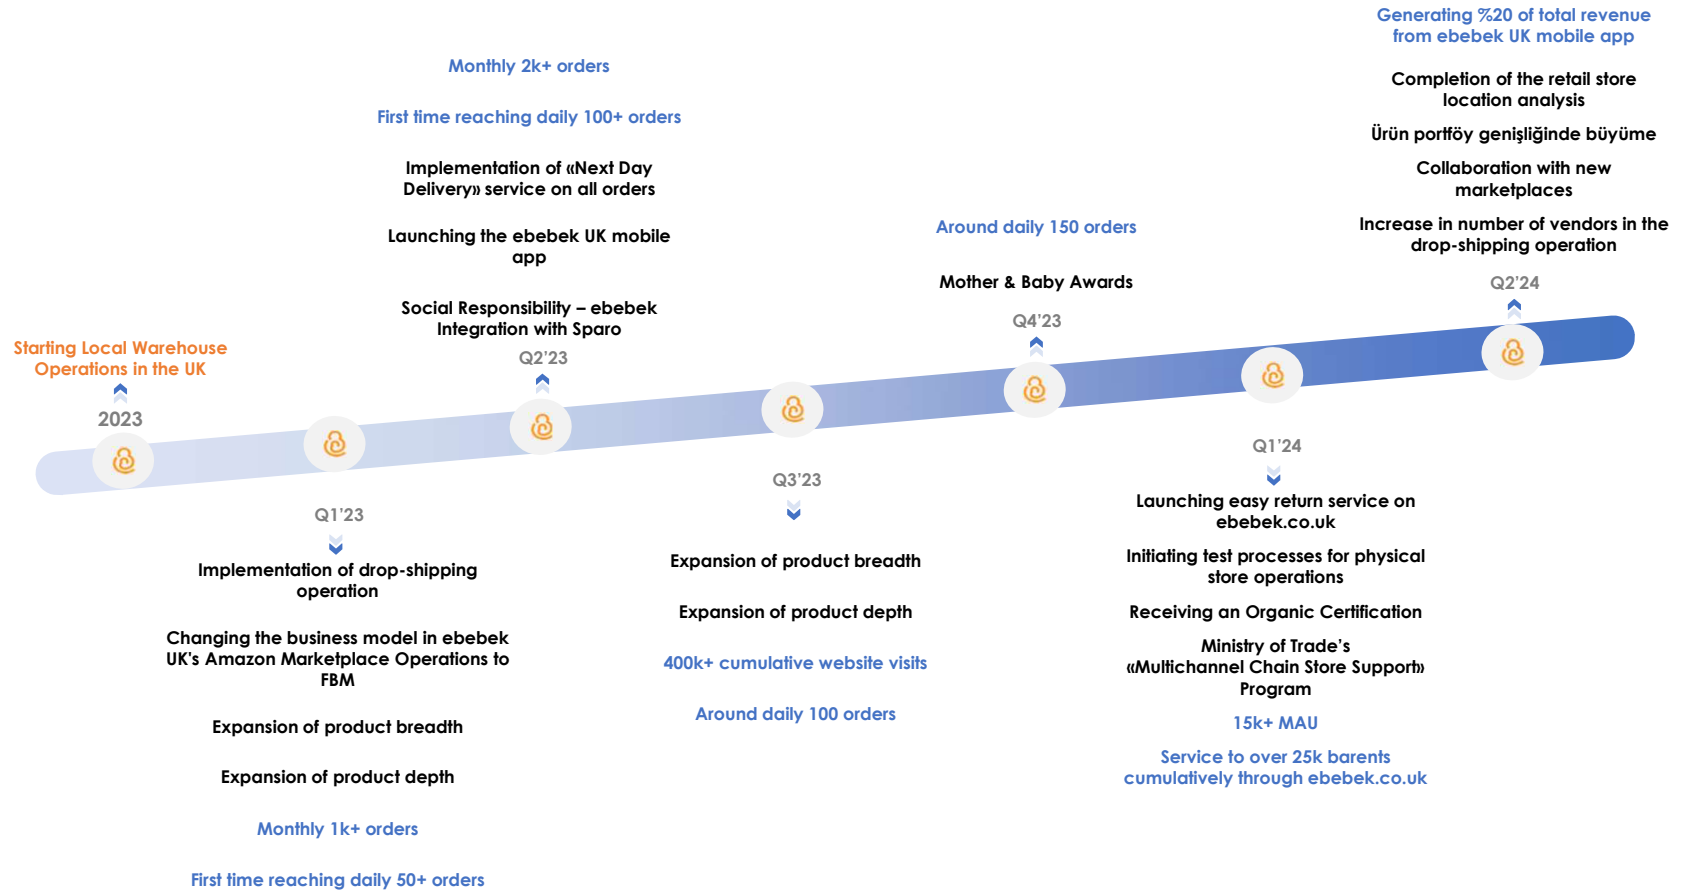 Starting Local Warehouse
Operations in the UK
2023
Q1’23
Implementation of drop-shipping
operation
Changing the business model in ebebek
UK's Amazon Marketplace Operations to
FBM
Expansion of product breadth
Expansion of product depth
Monthly 1k+ orders
First time reaching daily 50+ orders
Monthly 2k+ orders
First time reaching daily 100+ orders
Implementation of «Next Day
Delivery» service on all orders
Launching the ebebek UK mobile
app
Social Responsibility – ebebek
Integration with Sparo
Q2’23
Q3’23
Expansion of product breadth
Expansion of product depth
400k+ cumulative website visits
Around daily 100 orders
Around daily 150 orders
Mother & Baby Awards
Q4’23
Q1’24
Launching easy return service on
ebebek.co.uk
Initiating test processes for physical
store operations
Receiving an Organic Certification
Ministry of Trade’s
«Multichannel Chain Store Support»
Program
15k+ MAU
Service to over 25k barents
cumulatively through ebebek.co.uk
Generating %20 of total revenue
from ebebek UK mobile app
Completion of the retail store
location analysis
Ürün portföy genişliğinde büyüme
Collaboration with new
marketplaces
Increase in number of vendors in the
drop-shipping operation
Q2’24